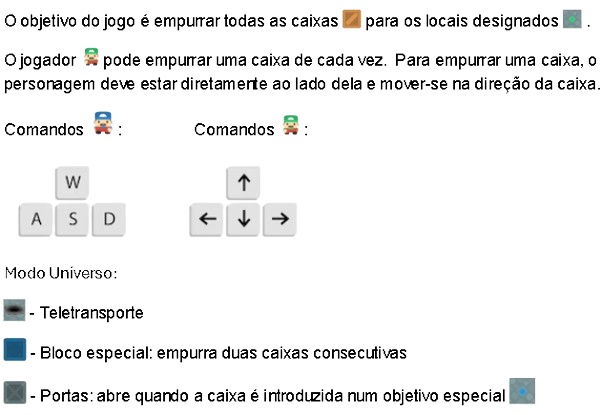 O objetivo do jogo é empurrar todas as caixas para os locais designados .
O jogador pode empurrar uma caixa de cada vez. Para empurrar uma caixa, o
personagem deve estar diretamente ao lado dela e mover-se na direção da caixa.
Comandos : Comandos :
W ↑
A S D ← ↓ →
Modo Universo:
- Teletransporte
- Bloco especial: empurra duas caixas consecutivas
- Portas: abre quando a caixa é introduzida num objetivo especial